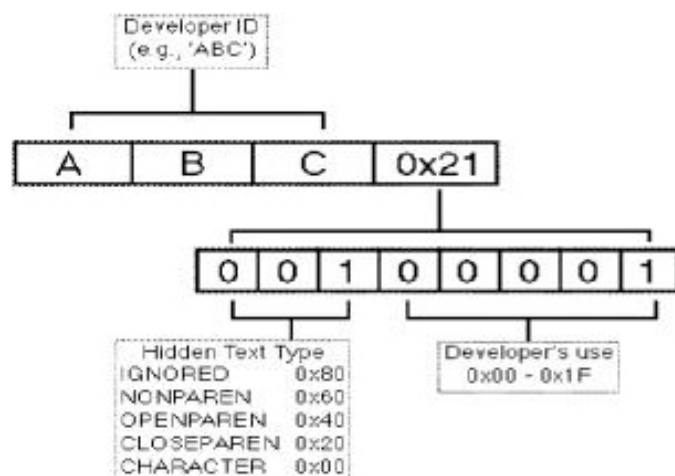 Developer ID
(e.g., 'ABC')
A B C 0x21
0 0 1 0 0 0 0 1
Hidden Text Type
IGNORED 0x80
NONPAREN 0x60
OPENPAREN 0x40
CLOSEPAREN 0x20
CHARACTER 0x00
Developer's use
0x00 - 0x1F